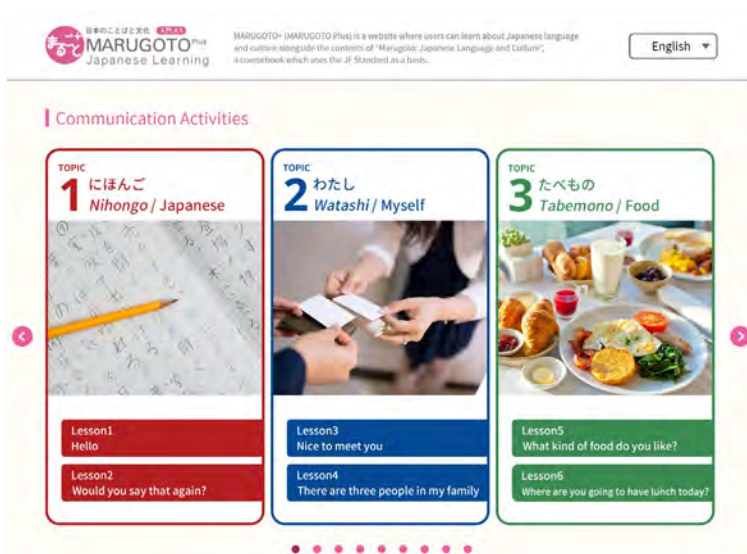 日本のことばと文化 入門 A1
まるごと
MARUGOTO Plus
Japanese Learning
MARUGOTO+ (MARUGOTO Plus) is a website where users can learn about Japanese language
and culture alongside the contents of "Marugoto: Japanese Language and Culture",
a coursebook which uses the JF Standard as a basis.
English
Communication Activities
TOPIC
1 にほんご
Nihongo / Japanese
Lesson1
Hello
Lesson2
Would you say that again?
TOPIC
2 わたし
Watashi / Myself
Lesson3
Nice to meet you
Lesson4
There are three people in my family
TOPIC
3 たべもの
Tabemono / Food
Lesson5
What kind of food do you like?
Lesson6
Where are you going to have lunch today?